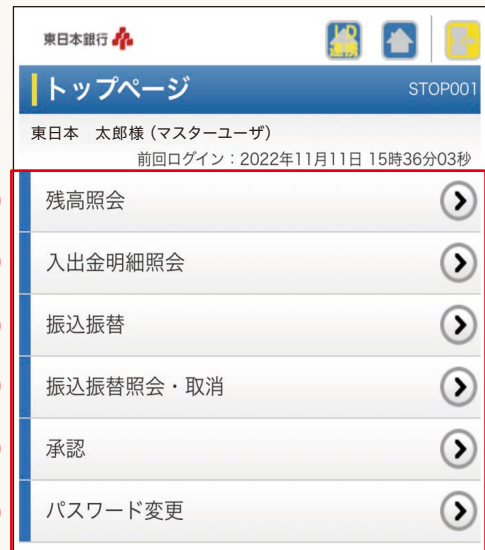 東日本銀行
ID
連携
トップページ
STOP001
東日本 太郎様（マスターユーザ）
前回ログイン：2022年11月11日 15時36分03秒
残高照会
入出金明細照会
振込振替
振込振替照会・取消
承認
パスワード変更